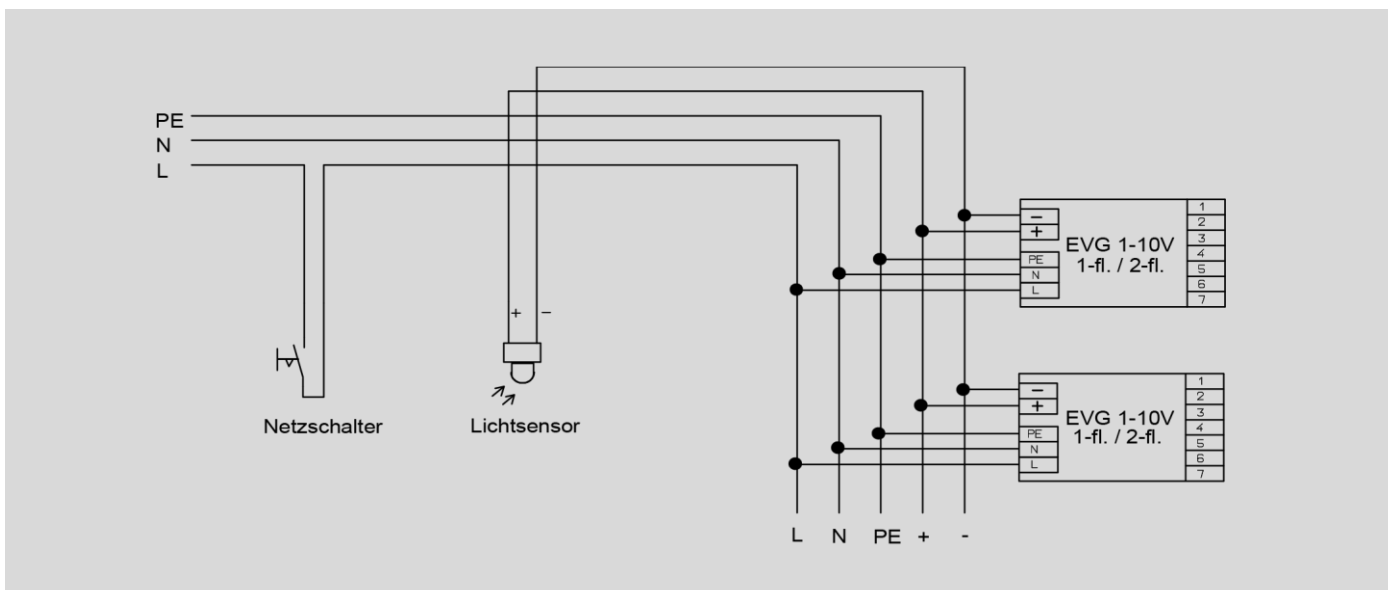 PE
N
L
+ −
Netzschalter
Lichtsensor
−
+
PE
N
L
EVG 1-10V
1-fl. / 2-fl.
1
2
3
4
5
6
7
−
+
PE
N
L
EVG 1-10V
1-fl. / 2-fl.
1
2
3
4
5
6
7
L N PE + -